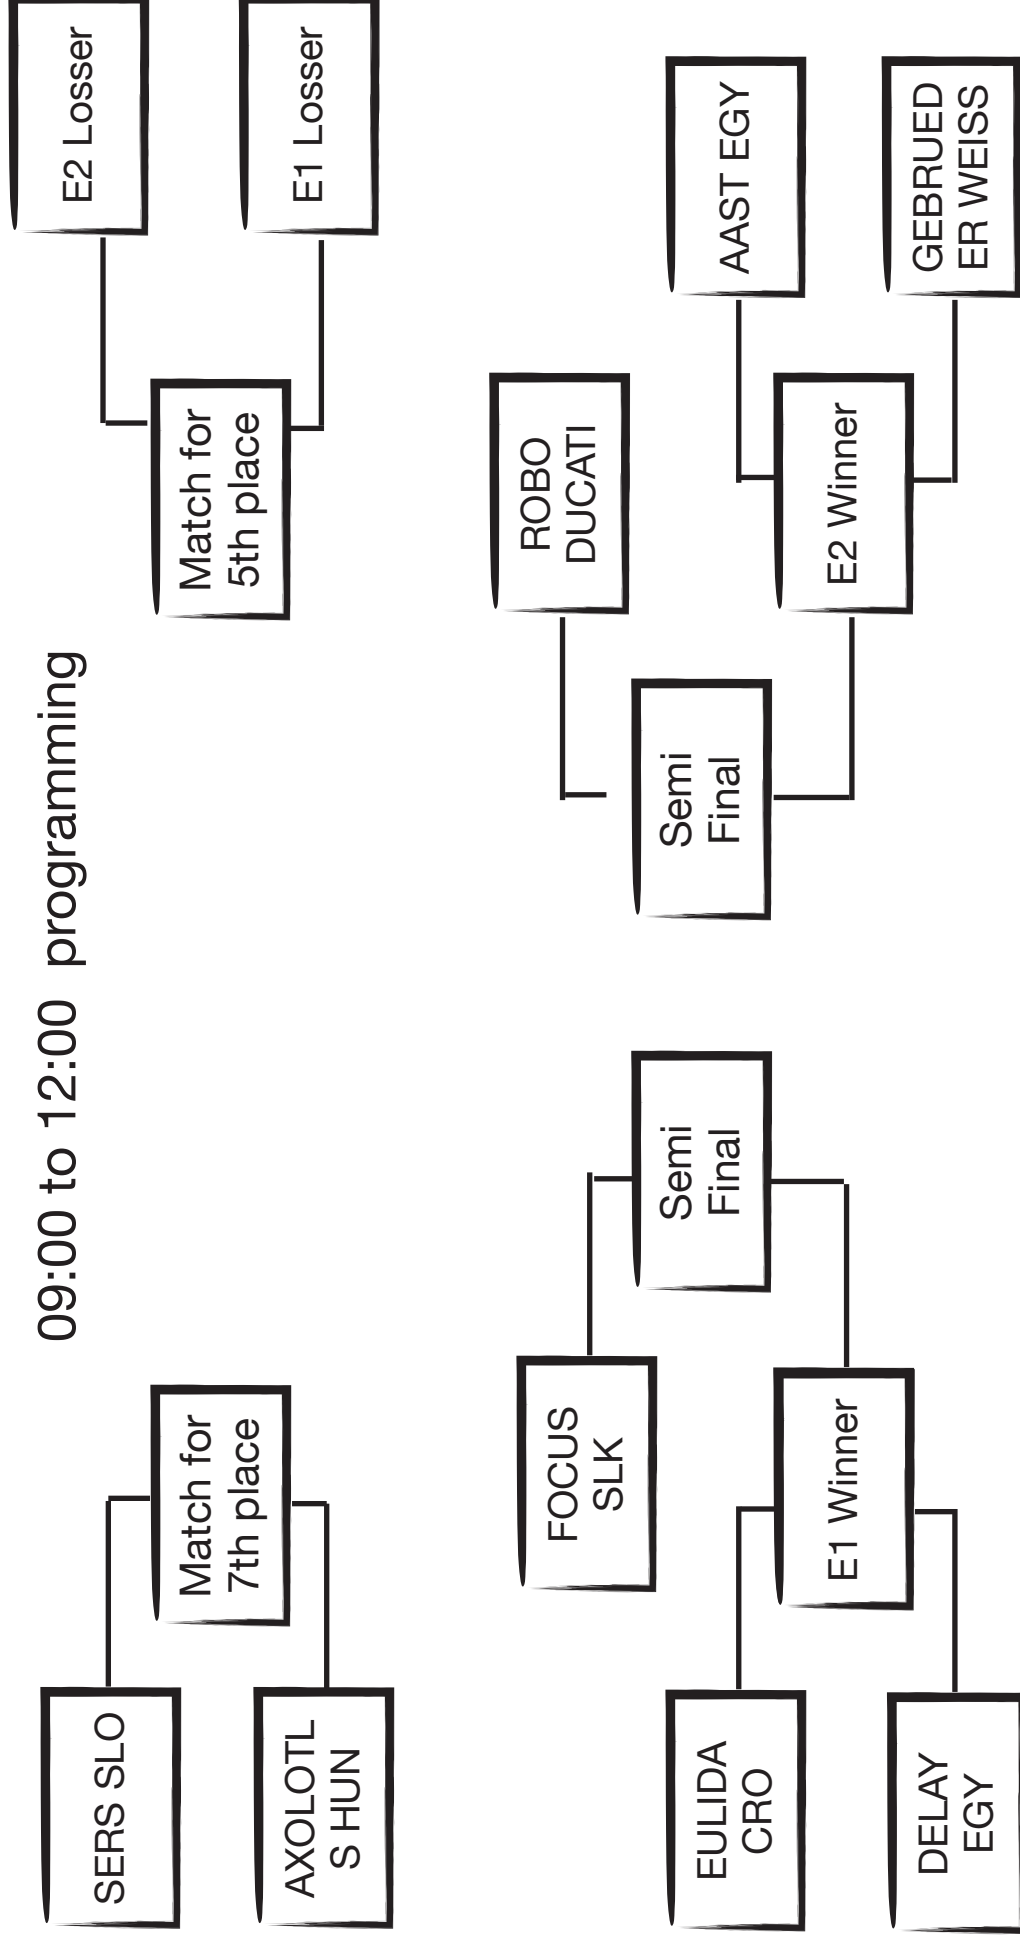 09:00 to 12:00 programming
SERS SLO
AXOLOTL
S HUN
Match for
7th place
Match for
5th place
E2 Losser
E1 Losser
EULIDA
CRO
DELAY
EGY
E1 Winner
FOCUS
SLK
Semi
Final
Semi
Final
ROBO
DUCATI
E2 Winner
AAST EGY
GEBRUED
ER WEISS